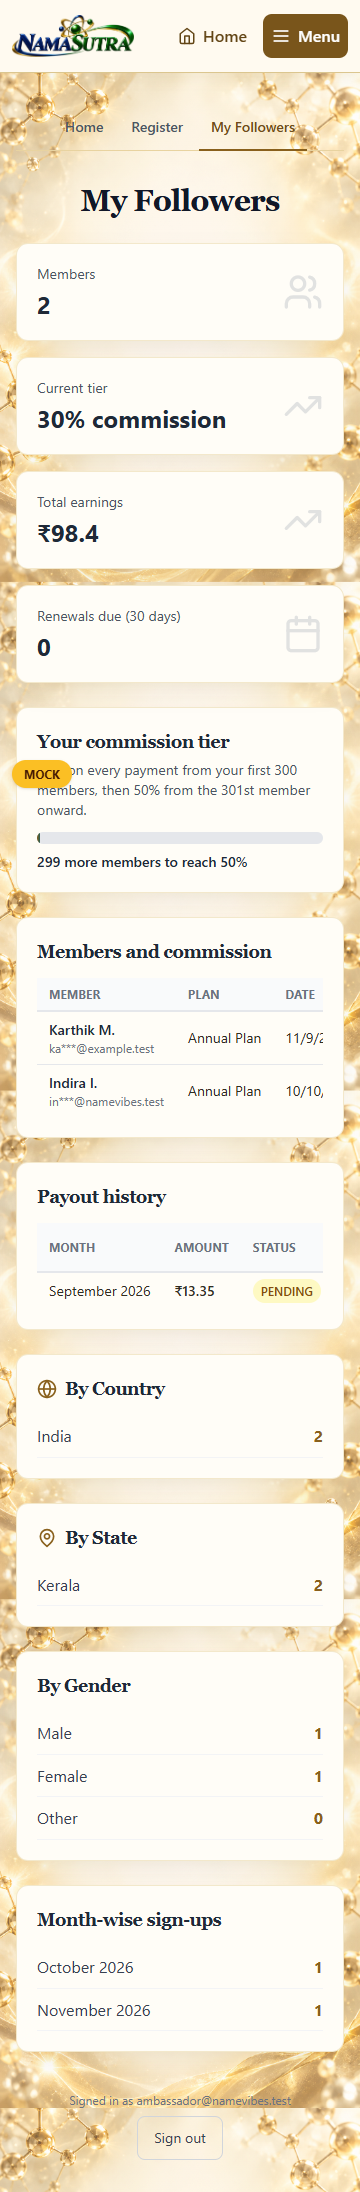 NAMASUTRA
Home
Menu
Home Register My Followers
My Followers
Members
2
Current tier
30% commission
Total earnings
₹98.4
Renewals due (30 days)
0
Your commission tier
on every payment from your first 300
members, then 50% from the 301st member
onward.
MOCK
299 more members to reach 50%
Members and commission
MEMBER PLAN DATE
Karthik M.
ka***@example.test
Annual Plan 11/9/2
Indira I.
in***@namevibes.test
Annual Plan 10/10/
Payout history
MONTH AMOUNT STATUS
September 2026 ₹13.35 PENDING
By Country
India 2
By State
Kerala 2
By Gender
Male 1
Female 1
Other 0
Month-wise sign-ups
October 2026 1
November 2026 1
Signed in as ambassador@namevibes.test
Sign out